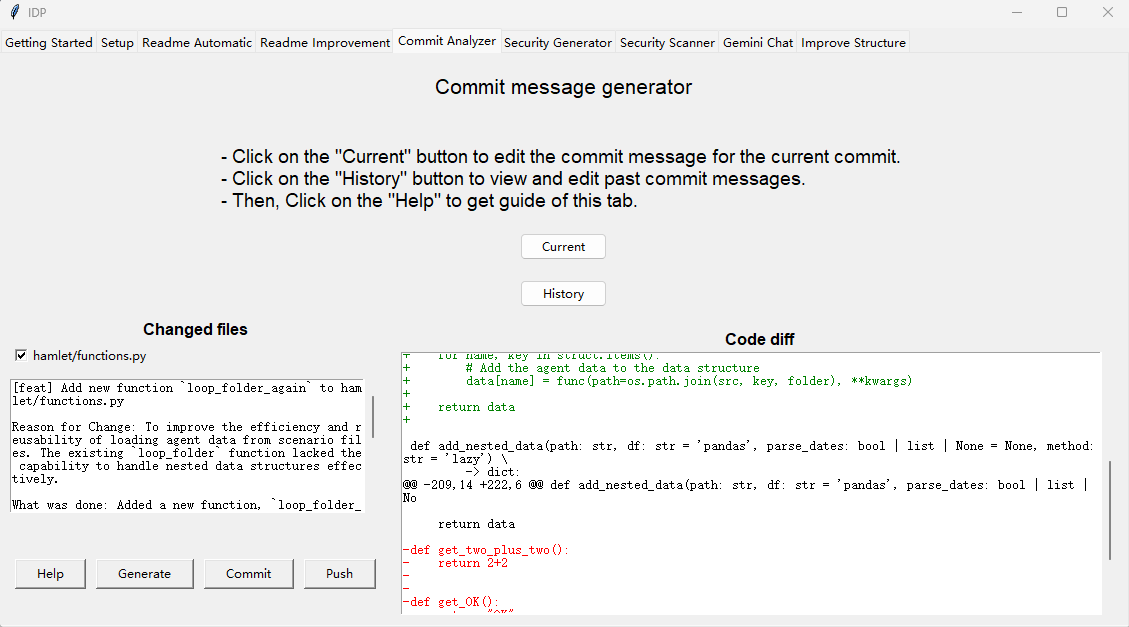 IDP
Getting Started Setup Readme Automatic Readme Improvement Commit Analyzer Security Generator Security Scanner Gemini Chat Improve Structure
Commit message generator
- Click on the "Current" button to edit the commit message for the current commit.
- Click on the "History" button to view and edit past commit messages.
- Then, Click on the "Help" to get guide of this tab.
Current
History
Changed files
hamlet/functions.py
[feat] Add new function `loop_folder_again` to ham
let/functions.py
Reason for Change: To improve the efficiency and r
eusability of loading agent data from scenario fil
es. The existing `loop_folder` function lacked the
 capability to handle nested data structures effec
tively.
What was done: Added a new function, `loop_folder_
Help Generate Commit Push
Code diff
+    for name, key in struct.items():
+        # Add the agent data to the data structure
+        data[name] = func(path=os.path.join(src, key, folder), **kwargs)
+
+    return data
+
 def add_nested_data(path: str, df: str = 'pandas', parse_dates: bool | list | None = None, method:
str = 'lazy') \
         -> dict:
@@ -209,14 +222,6 @@ def add_nested_data(path: str, df: str = 'pandas', parse_dates: bool | list |
No
     return data
-def get_two_plus_two():
-    return 2+2
-
-
-def get_OK():
"OK"